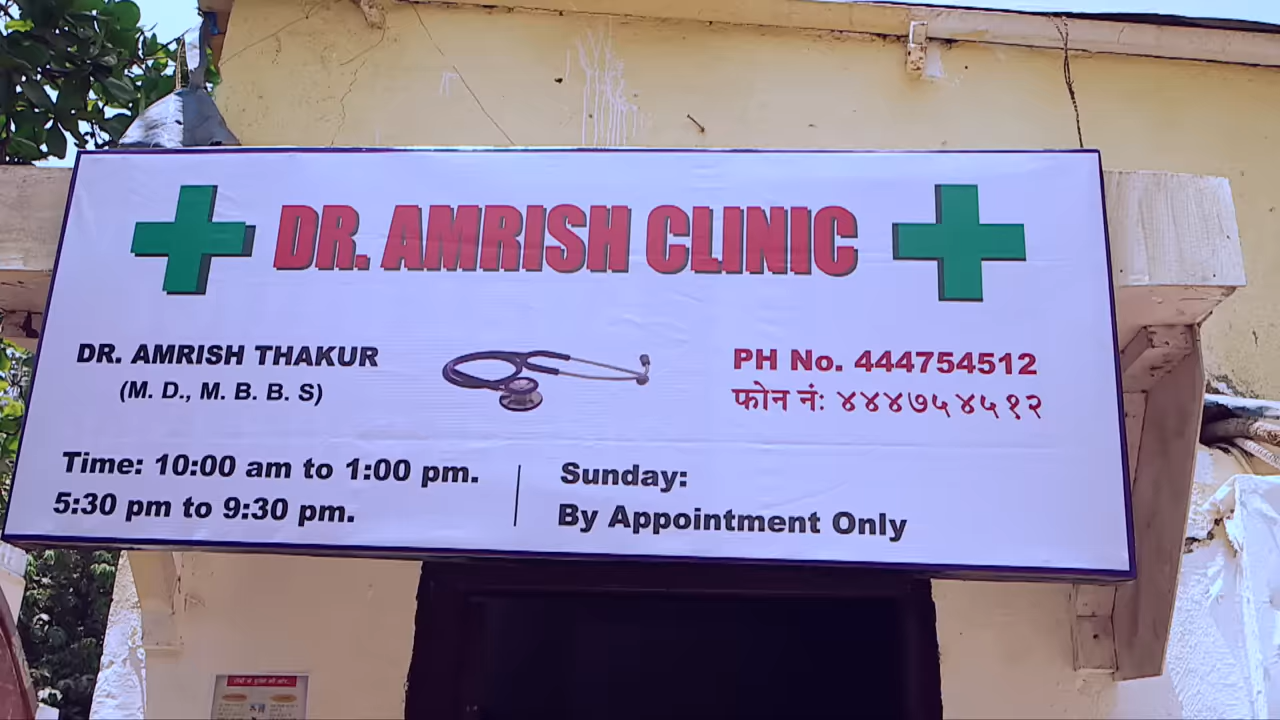 DR. AMRISH CLINIC
DR. AMRISH THAKUR
(M. D., M. B. B. S)
PH No. 444754512
फोन नंः ४४४७५४५१२
Time: 10:00 am to 1:00 pm.
5:30 pm to 9:30 pm.
Sunday:
By Appointment Only